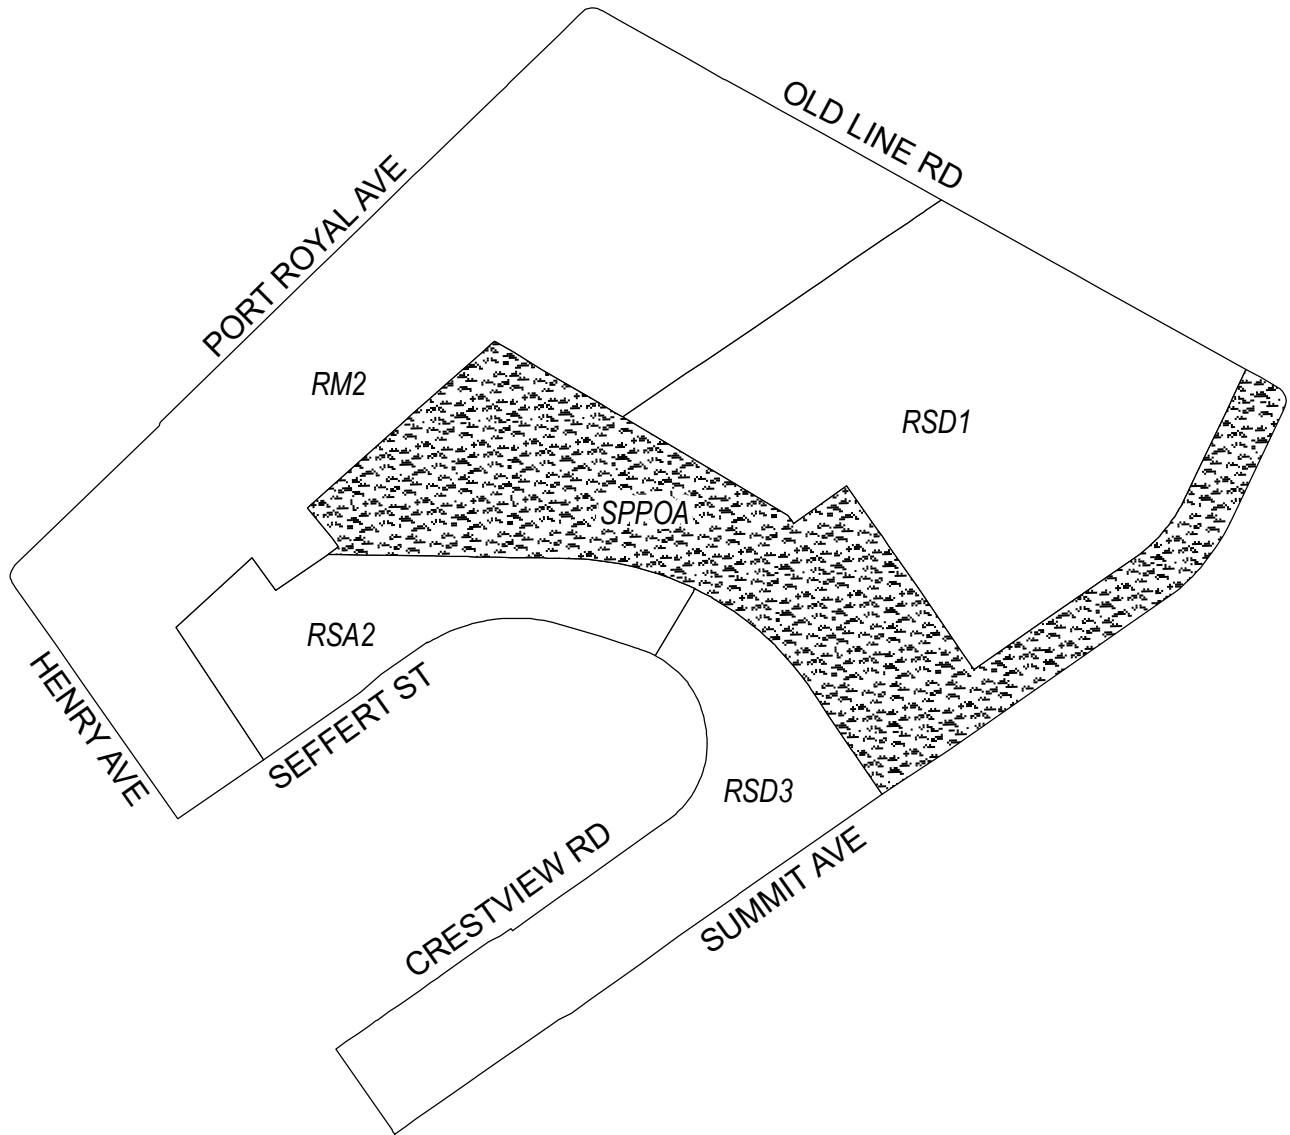 OLD LINE RD
PORT ROYAL AVE
RM2
RSD1
SPPOA
RSA2
HENRY AVE
SEFFERT ST
RSD3
CRESTVIEW RD
SUMMIT AVE